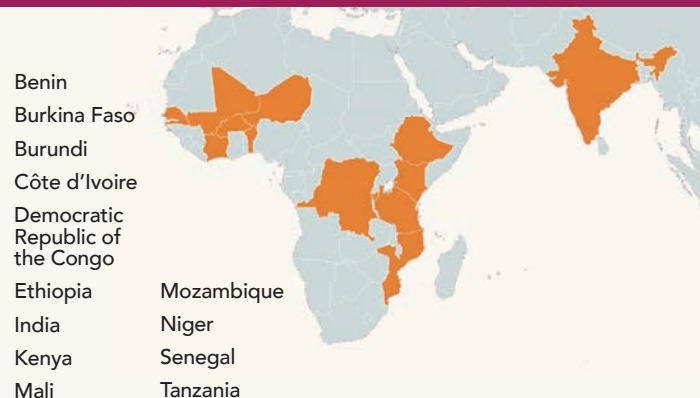 Benin
Burkina Faso
Burundi
Côte d’Ivoire
Democratic
Republic of
the Congo
Ethiopia
India
Kenya
Mali
Mozambique
Niger
Senegal
Tanzania